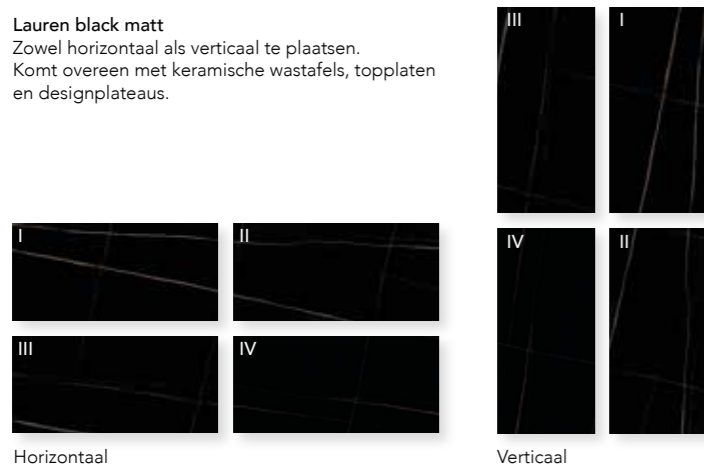 Lauren black matt
Zowel horizontaal als verticaal te plaatsen.
Komt overeen met keramische wastafels, topplaten
en designplateaus.
I II
III IV
Horizontaal
III I
IV II
Verticaal